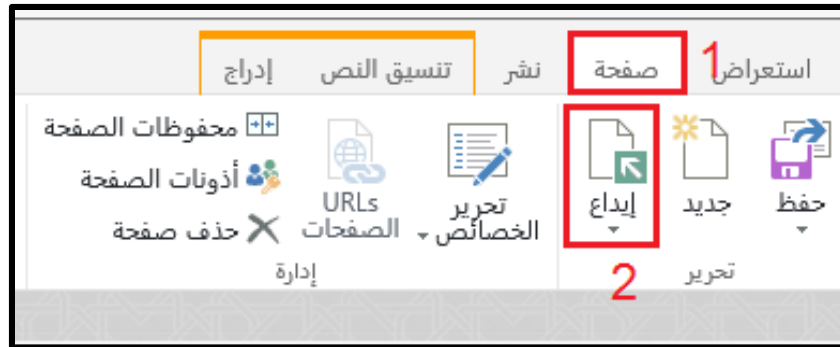 استعراض
1
صفحة
نشر
تنسيق النص
إدراج
حفظ
جديد
إيداع
2
تحرير
تحرير
الخصائص
URLs
الصفحات
محفوظات الصفحة
أذونات الصفحة
حذف صفحة
إدارة